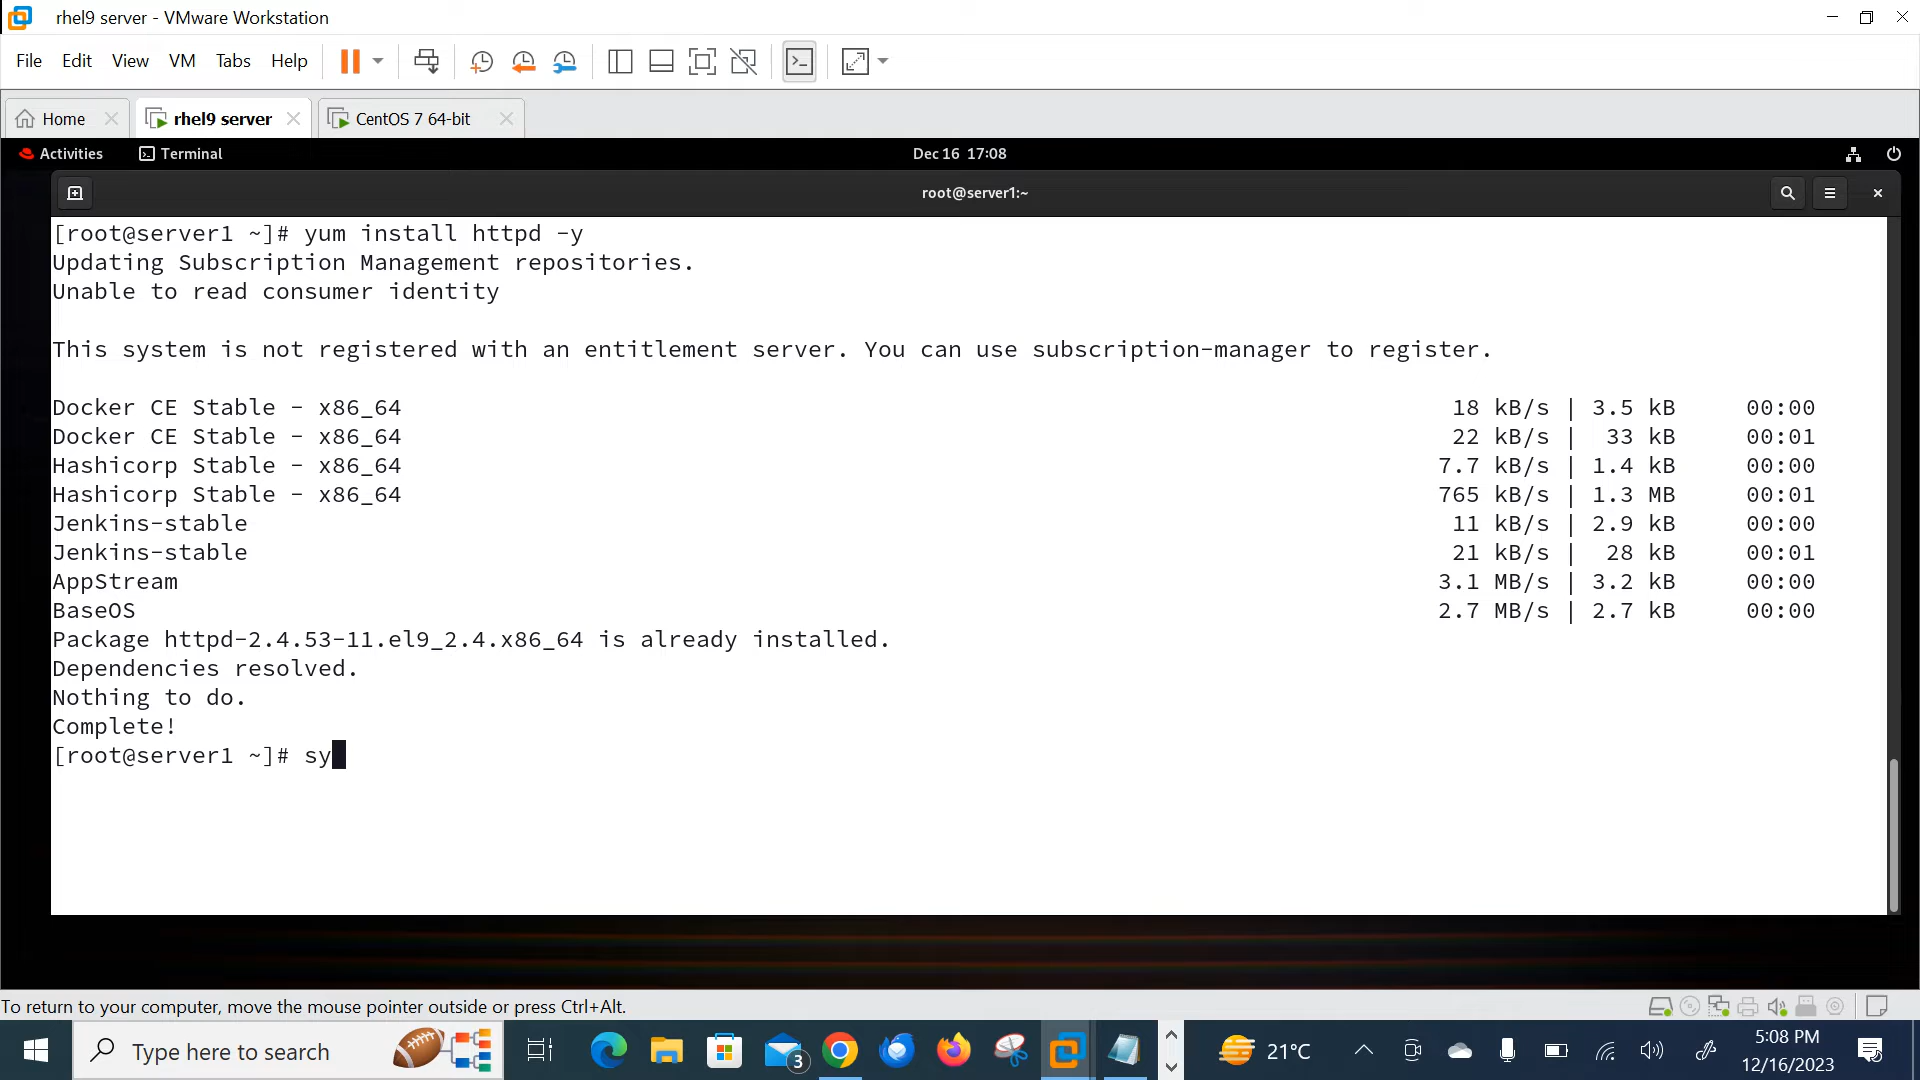 rhel9 server - VMware Workstation
File Edit View VM Tabs Help
Home rhel9 server CentOS 7 64-bit
Activities Terminal Dec 16 17:08
root@server1:~
[root@server1 ~]# yum install httpd -y
Updating Subscription Management repositories.
Unable to read consumer identity
This system is not registered with an entitlement server. You can use subscription-manager to register.
Docker CE Stable - x86_64 18 kB/s | 3.5 kB 00:00
Docker CE Stable - x86_64 22 kB/s | 33 kB 00:01
Hashicorp Stable - x86_64 7.7 kB/s | 1.4 kB 00:00
Hashicorp Stable - x86_64 765 kB/s | 1.3 MB 00:01
Jenkins-stable 11 kB/s | 2.9 kB 00:00
Jenkins-stable 21 kB/s | 28 kB 00:01
AppStream 3.1 MB/s | 3.2 kB 00:00
BaseOS 2.7 MB/s | 2.7 kB 00:00
Package httpd-2.4.53-11.el9_2.4.x86_64 is already installed.
Dependencies resolved.
Nothing to do.
Complete!
[root@server1 ~]# sy
To return to your computer, move the mouse pointer outside or press Ctrl+Alt.
Type here to search 3 21°C 5:08 PM
12/16/2023